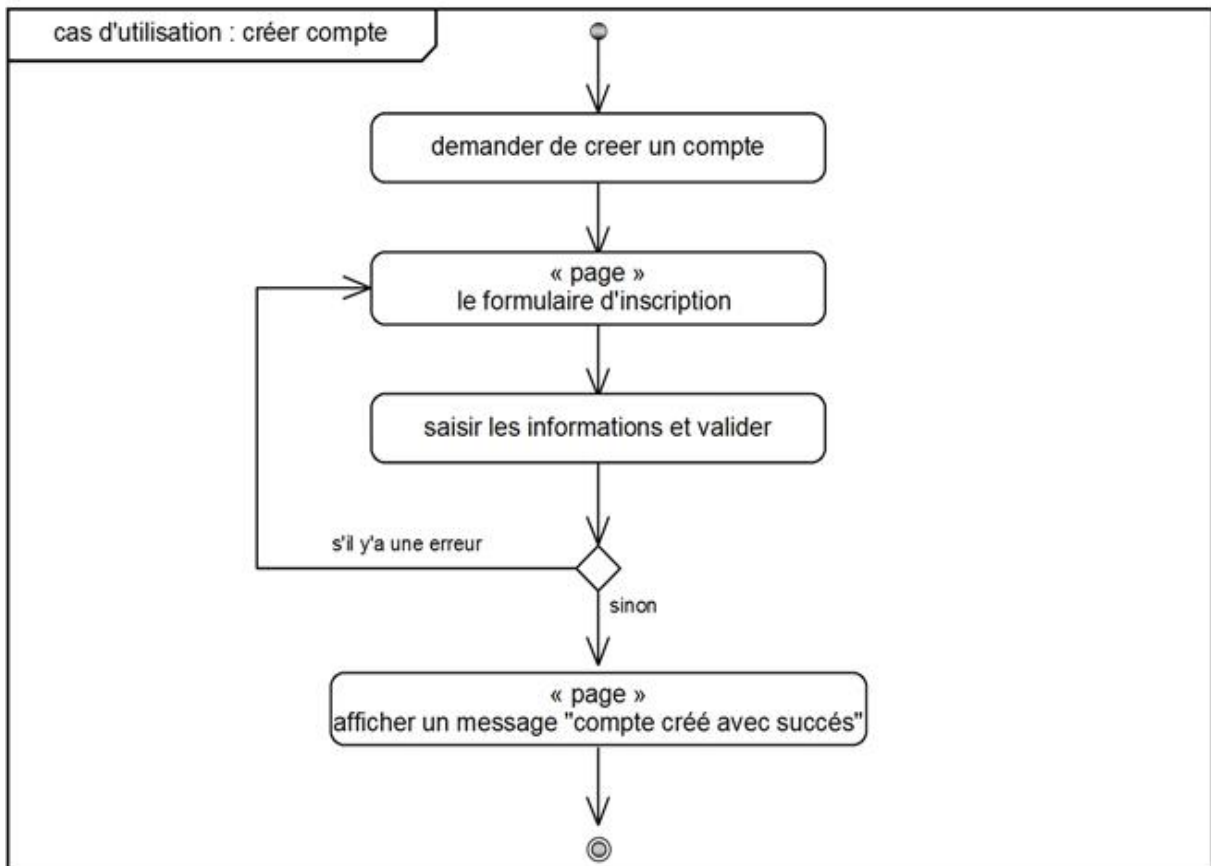 cas d'utilisation : créer compte
demander de creer un compte
« page »
le formulaire d'inscription
saisir les informations et valider
s'il y'a une erreur
sinon
« page »
afficher un message "compte créé avec succés"